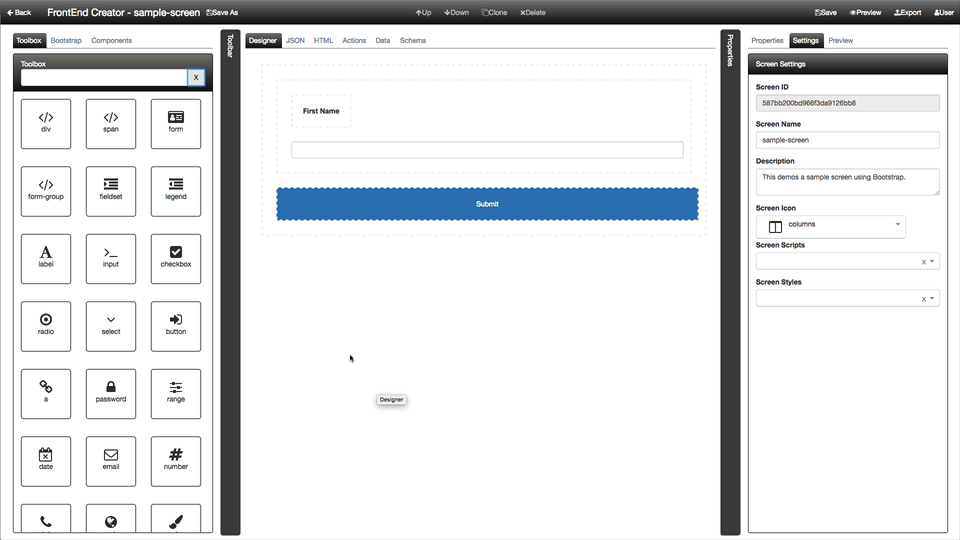 Back
FrontEnd Creator - sample-screen
Save As
Up
Down
Clone
Delete
Save
Preview
Export
User
Toolbox
Bootstrap
Components
Toolbox
X
</> div
</> span
form
</> form-group
fieldset
legend
A label
>_ input
checkbox
radio
select
button
a
password
range
date
email
# number
Toolbar
Designer
JSON
HTML
Actions
Data
Schema
First Name
Submit
Designer
Properties
Properties
Settings
Preview
Screen Settings
Screen ID
587bb200bd966f3da9126bb8
Screen Name
sample-screen
Description
This demos a sample screen using Bootstrap.
Screen Icon
columns
Screen Scripts
x
Screen Styles
x